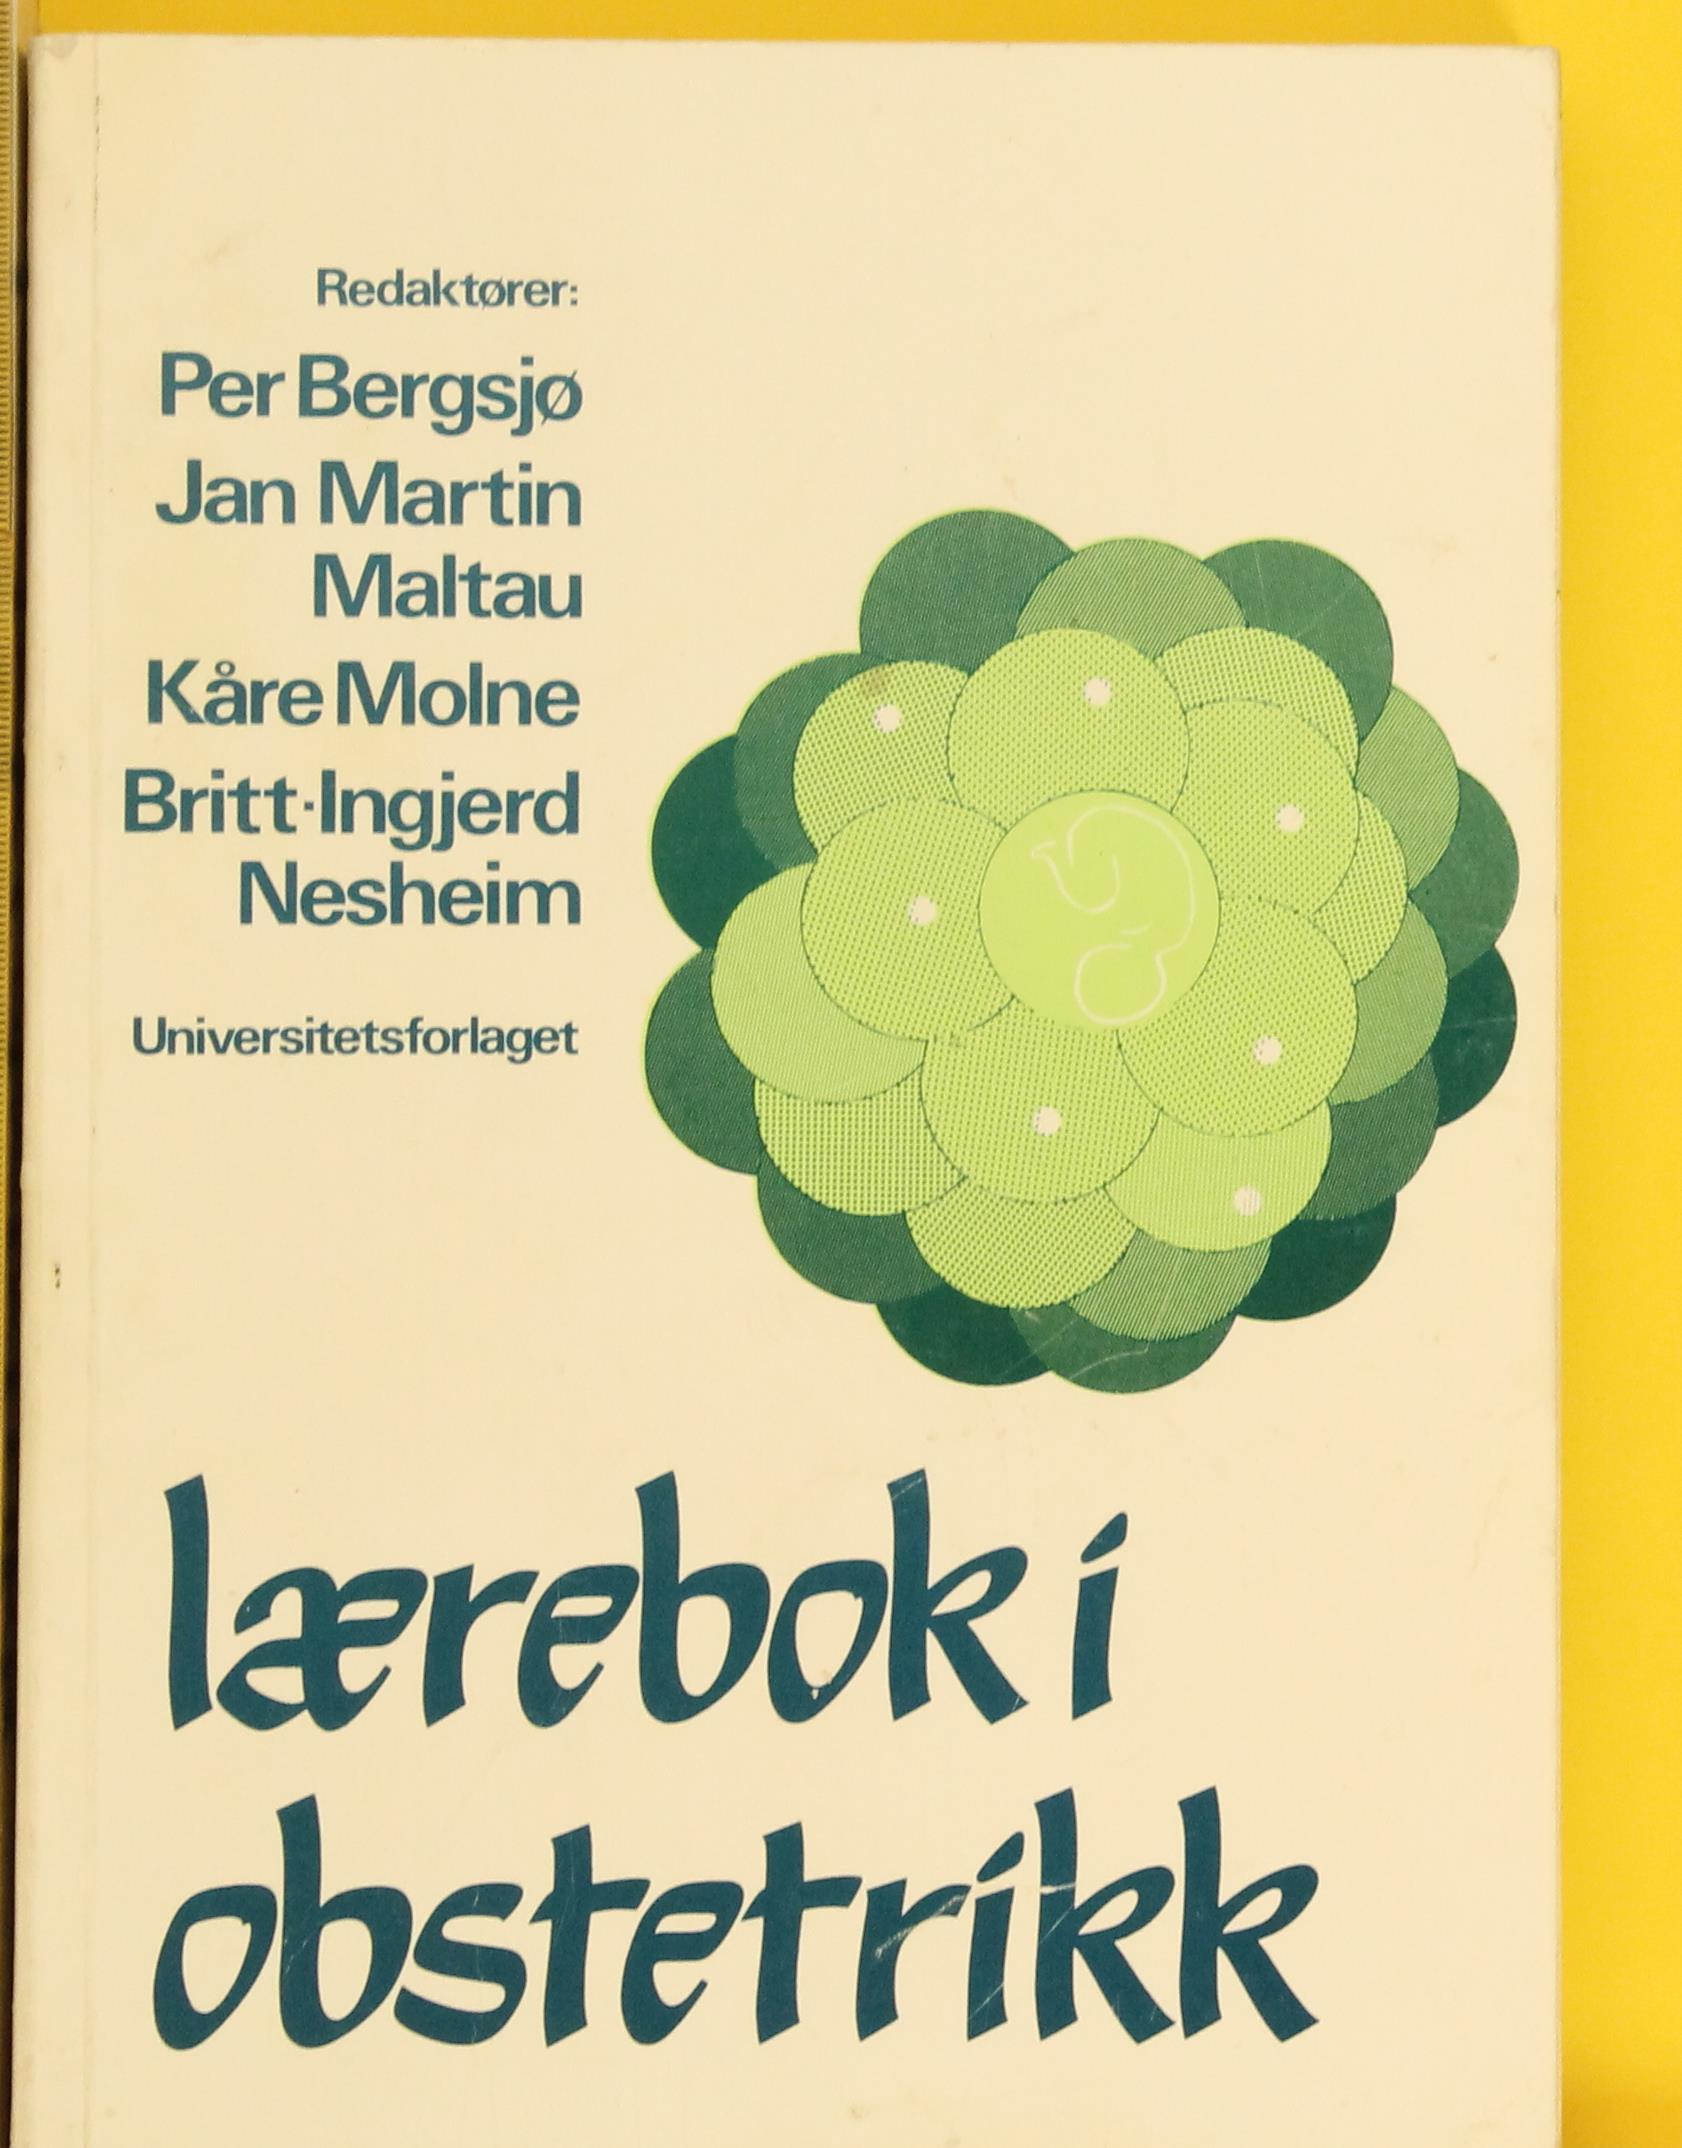 Redaktører:
Per Bergsjø
Jan Martin
Maltau
Kåre Molne
Britt-Ingjerd
Nesheim
Universitetsforlaget
lærebok i
obstetrikk